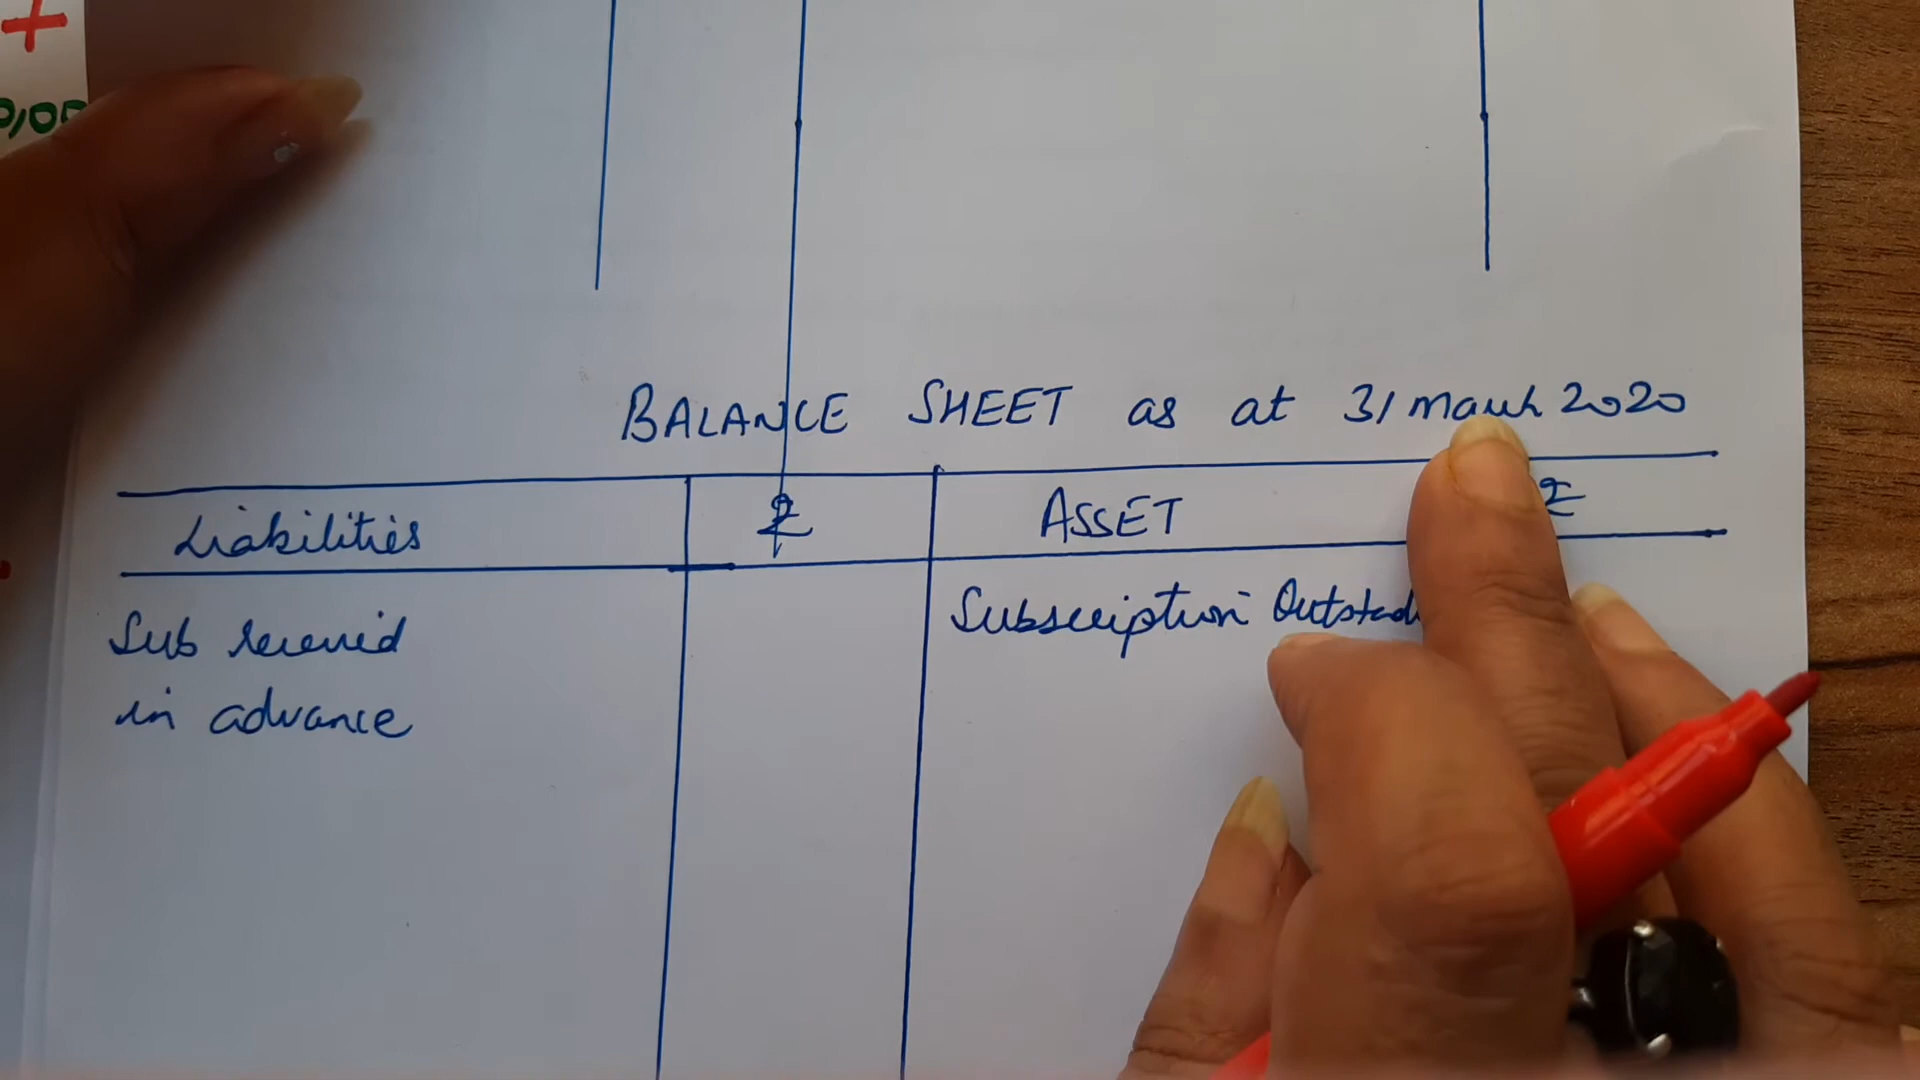 +
BALANCE SHEET as at 31 March 2020
Liabilities ₹ ASSET ₹
Sub received
in advance
Subscription